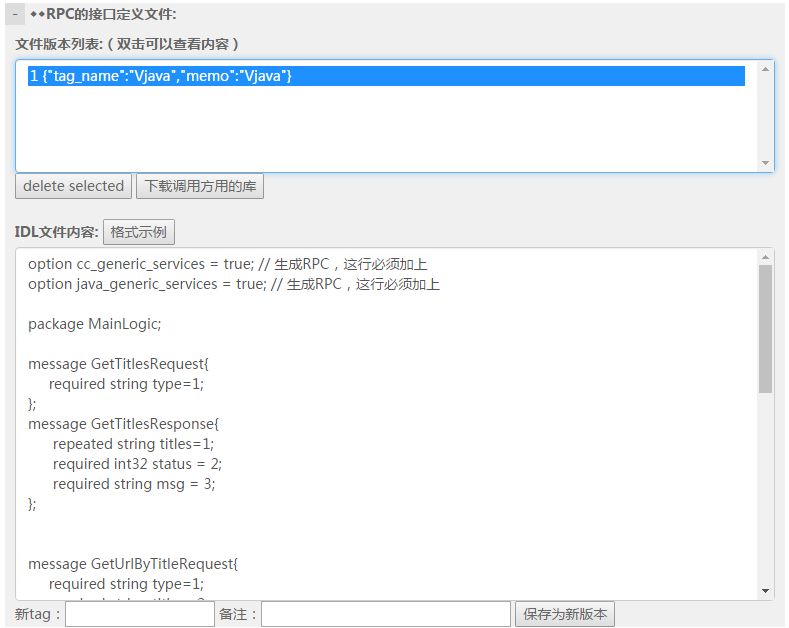 - ◆◆RPC的接口定义文件:
文件版本列表:（双击可以查看内容）
1 {"tag_name":"Vjava","memo":"Vjava"}
delete selected 下载调用方用的库
IDL文件内容: 格式示例
option cc_generic_services = true; // 生成RPC，这行必须加上
option java_generic_services = true; // 生成RPC，这行必须加上
package MainLogic;
message GetTitlesRequest{
required string type=1;
};
message GetTitlesResponse{
repeated string titles=1;
required int32 status = 2;
required string msg = 3;
};
message GetUrlByTitleRequest{
required string type=1;
新tag： 备注： 保存为新版本